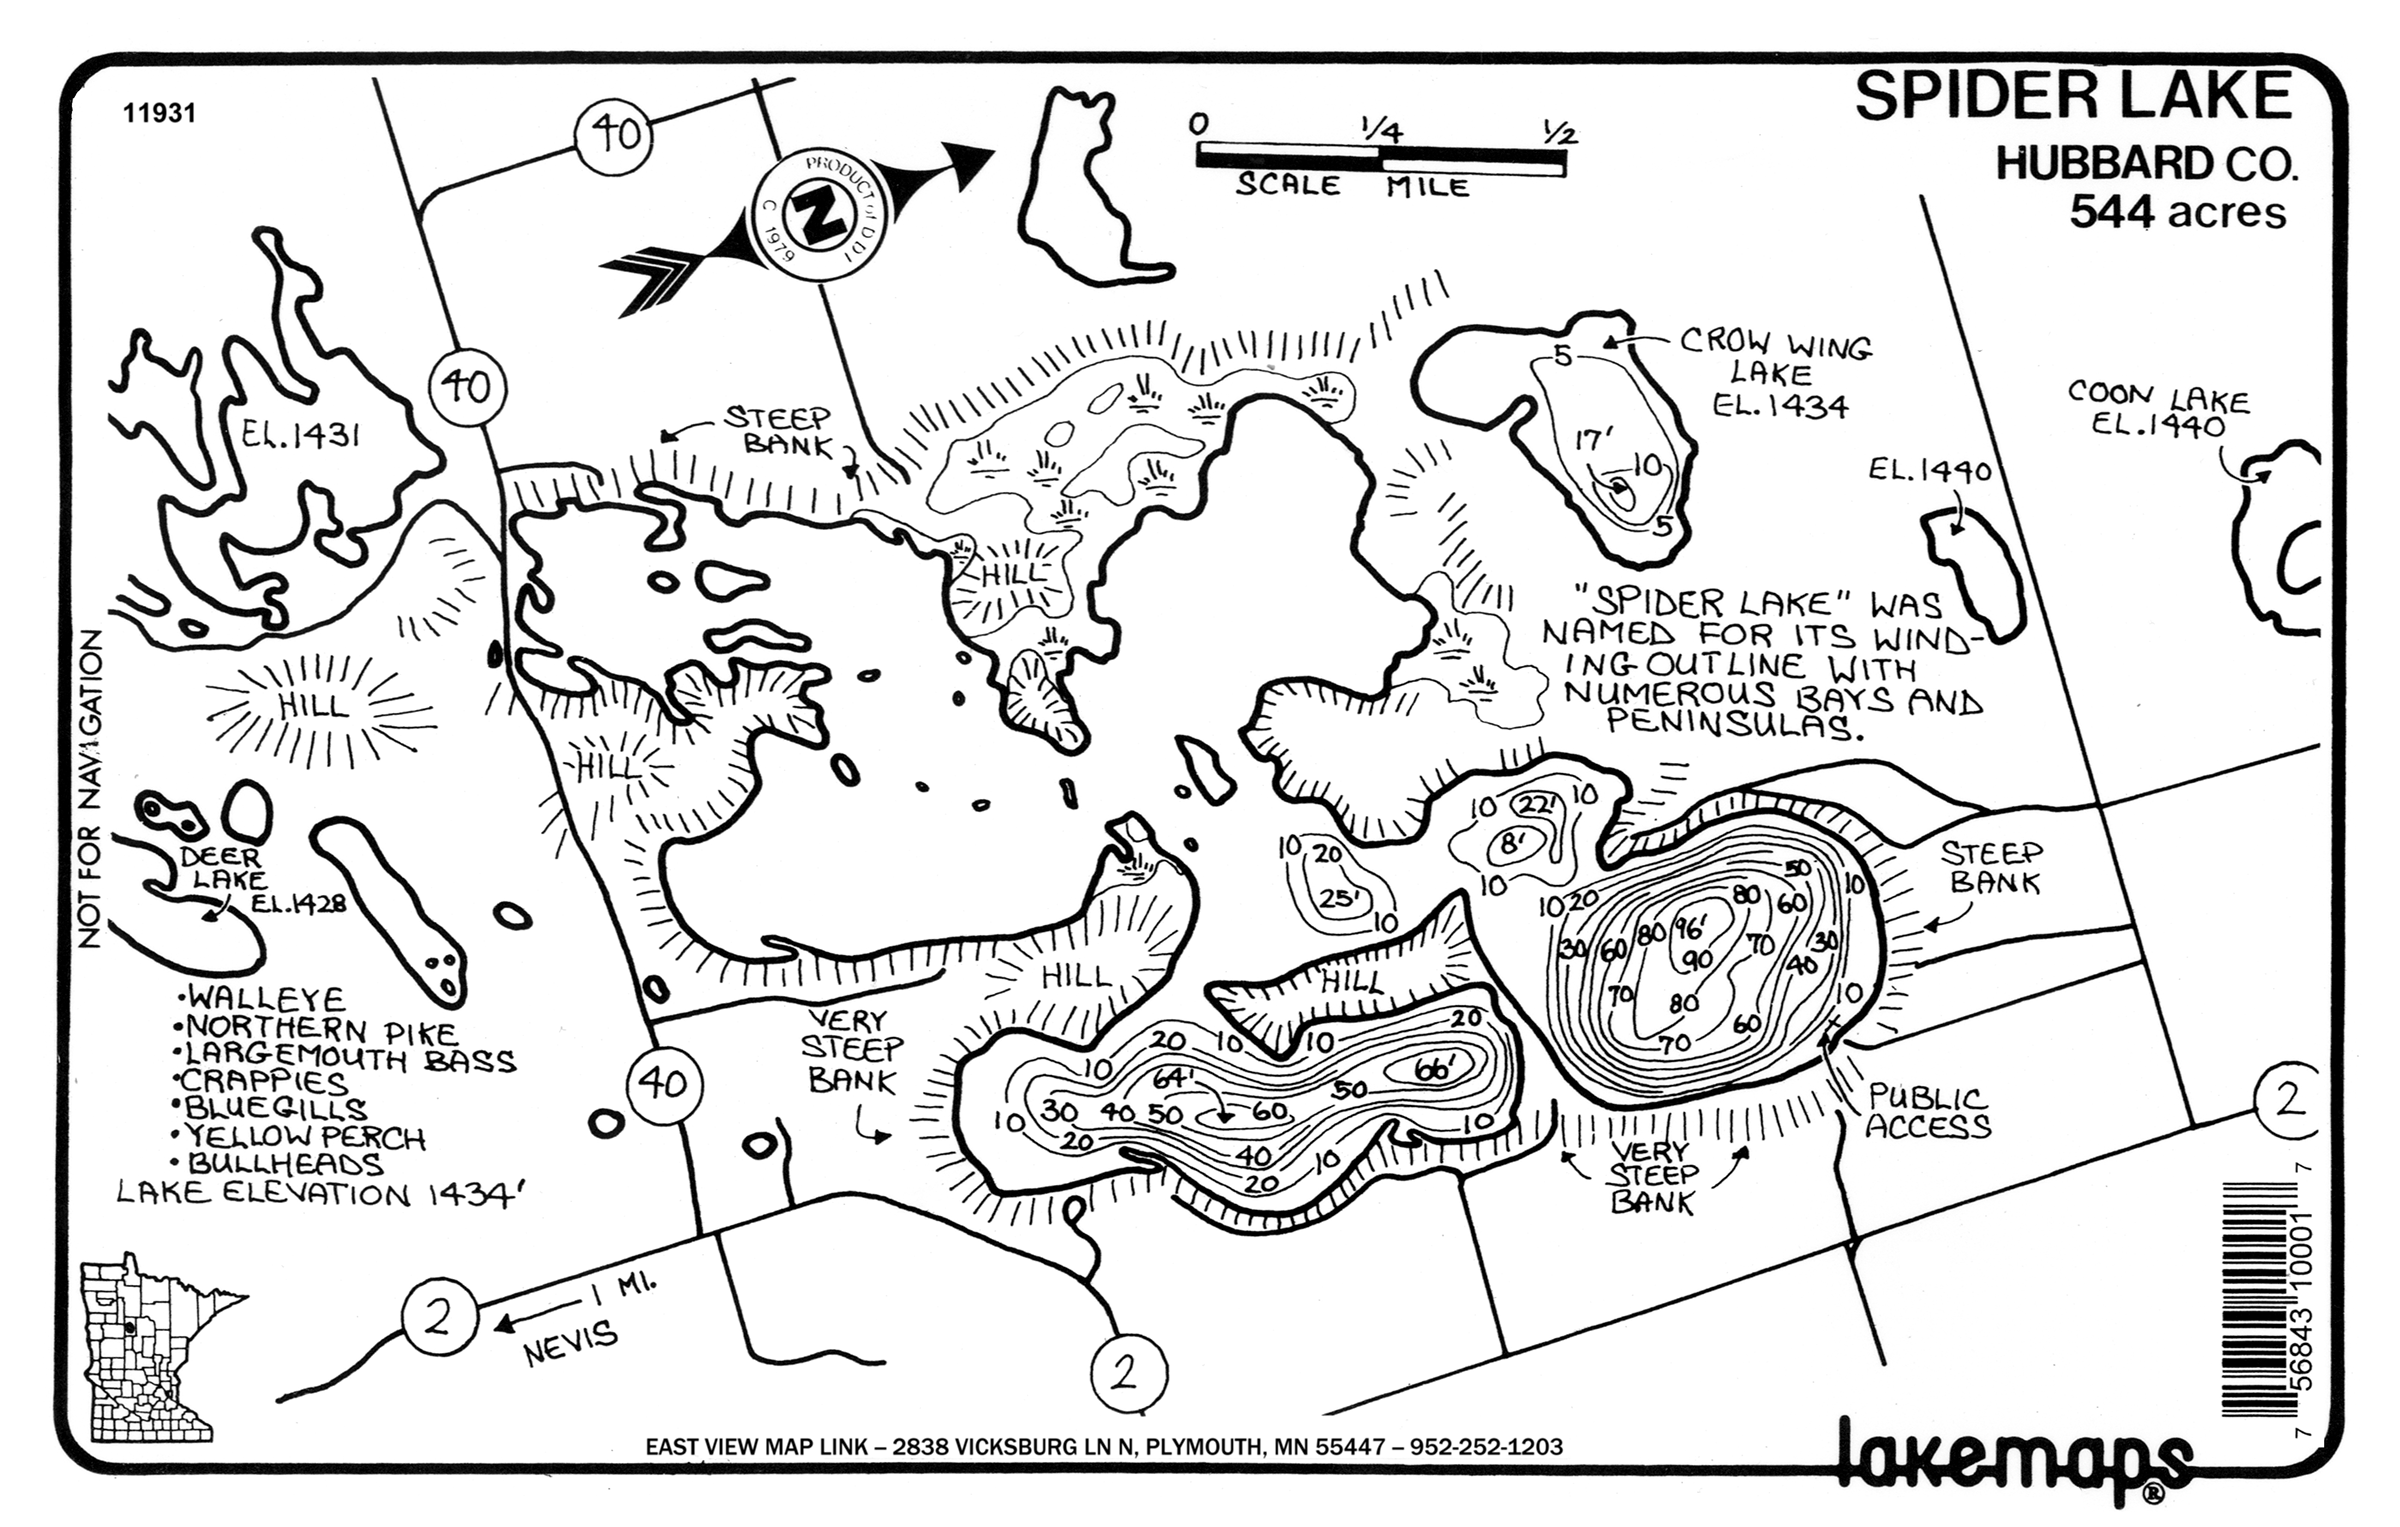 11931
SPIDER LAKE
HUBBARD CO.
544 acres
40
PRODUCT of DDI
C 1979
N
0 1/4 1/2
SCALE MILE
40
EL. 1431
STEEP
BANK
CROW WING
LAKE
EL. 1434
5
17'
10
5
COON LAKE
EL. 1440
EL. 1440
HILL
"SPIDER LAKE" WAS
NAMED FOR ITS WIND-
ING OUTLINE WITH
NUMEROUS BAYS AND
PENINSULAS.
NOT FOR NAVIGATION
HILL
HILL
DEER
LAKE
EL. 1428
10 22' 10
8'
10
10 20
25'
10
STEEP
BANK
50
10
10 20
80
60
30 60 80 96'
70
30
90
40
70
80
10
60
70
HILL
HILL
•WALLEYE
•NORTHERN PIKE
•LARGEMOUTH BASS
•CRAPPIES
•BLUEGILLS
•YELLOW PERCH
•BULLHEADS
LAKE ELEVATION 1434'
VERY
STEEP
BANK
40
20
10
10
20
10
64'
66'
50
10
30
40
50
60
20
10
40
10
20
PUBLIC
ACCESS
VERY
STEEP
BANK
2
2
1 MI.
NEVIS
2
7 56843 10001 7
EAST VIEW MAP LINK – 2838 VICKSBURG LN N, PLYMOUTH, MN 55447 – 952-252-1203
lakemaps®